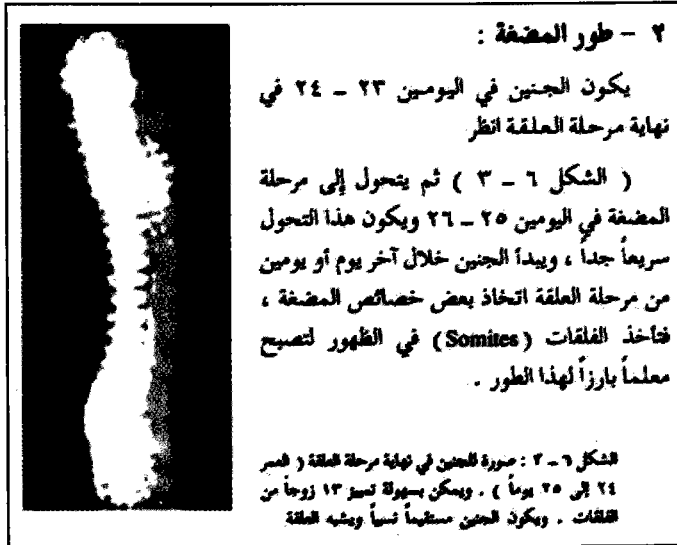 ٢ – طور المضغة :
يكون الجنين في اليومين ٢٣ – ٢٤ في
نهاية مرحلة العلقة انظر
( الشكل ٦ – ٣ ) ثم يتحول إلى مرحلة
المضغة في اليومين ٢٥ – ٢٦ ويكون هذا التحول
سريعاً جداً ، ويبدأ الجنين خلال آخر يوم أو يومين
من مرحلة العلقة اتخاذ بعض خصائص المضغة ،
فتأخذ الفلقات (Somites) في الظهور لتصبح
معلماً بارزاً لهذا الطور .
الشكل ٦ – ٣ : صورة للجنين في نهاية مرحلة العلقة ( العمر
٢٤ إلى ٢٥ يوماً ) . ويمكن بسهولة تمييز ١٣ زوجاً من
الفلقات . ويكون الجنين مستقيماً نسبياً ويشبه العلقة